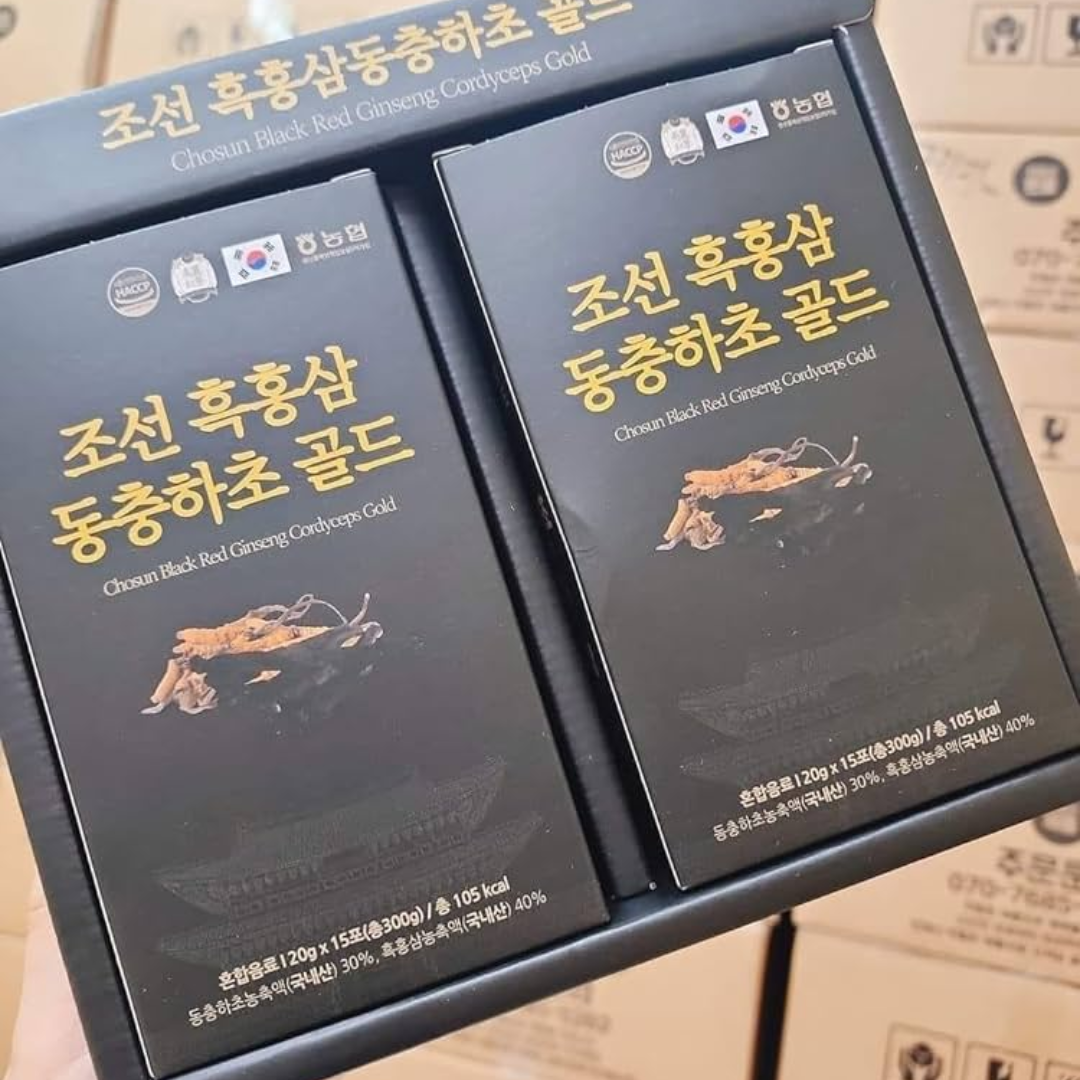 조선 흑홍삼동충하초 골드
Chosun Black Red Ginseng Cordyceps Gold
HACCP
농협
조선 흑홍삼
동충하초 골드
Chosun Black Red Ginseng Cordyceps Gold
혼합음료 I 20g x 15포(총300g) / 총 105 kcal
동충하초농축액(국내산) 30%, 흑홍삼농축액(국내산) 40%
HACCP
농협
조선 흑홍삼
동충하초 골드
Chosun Black Red Ginseng Cordyceps Gold
혼합음료 I 20g x 15포(총300g) / 총 105 kcal
동충하초농축액(국내산) 30%, 흑홍삼농축액(국내산) 40%